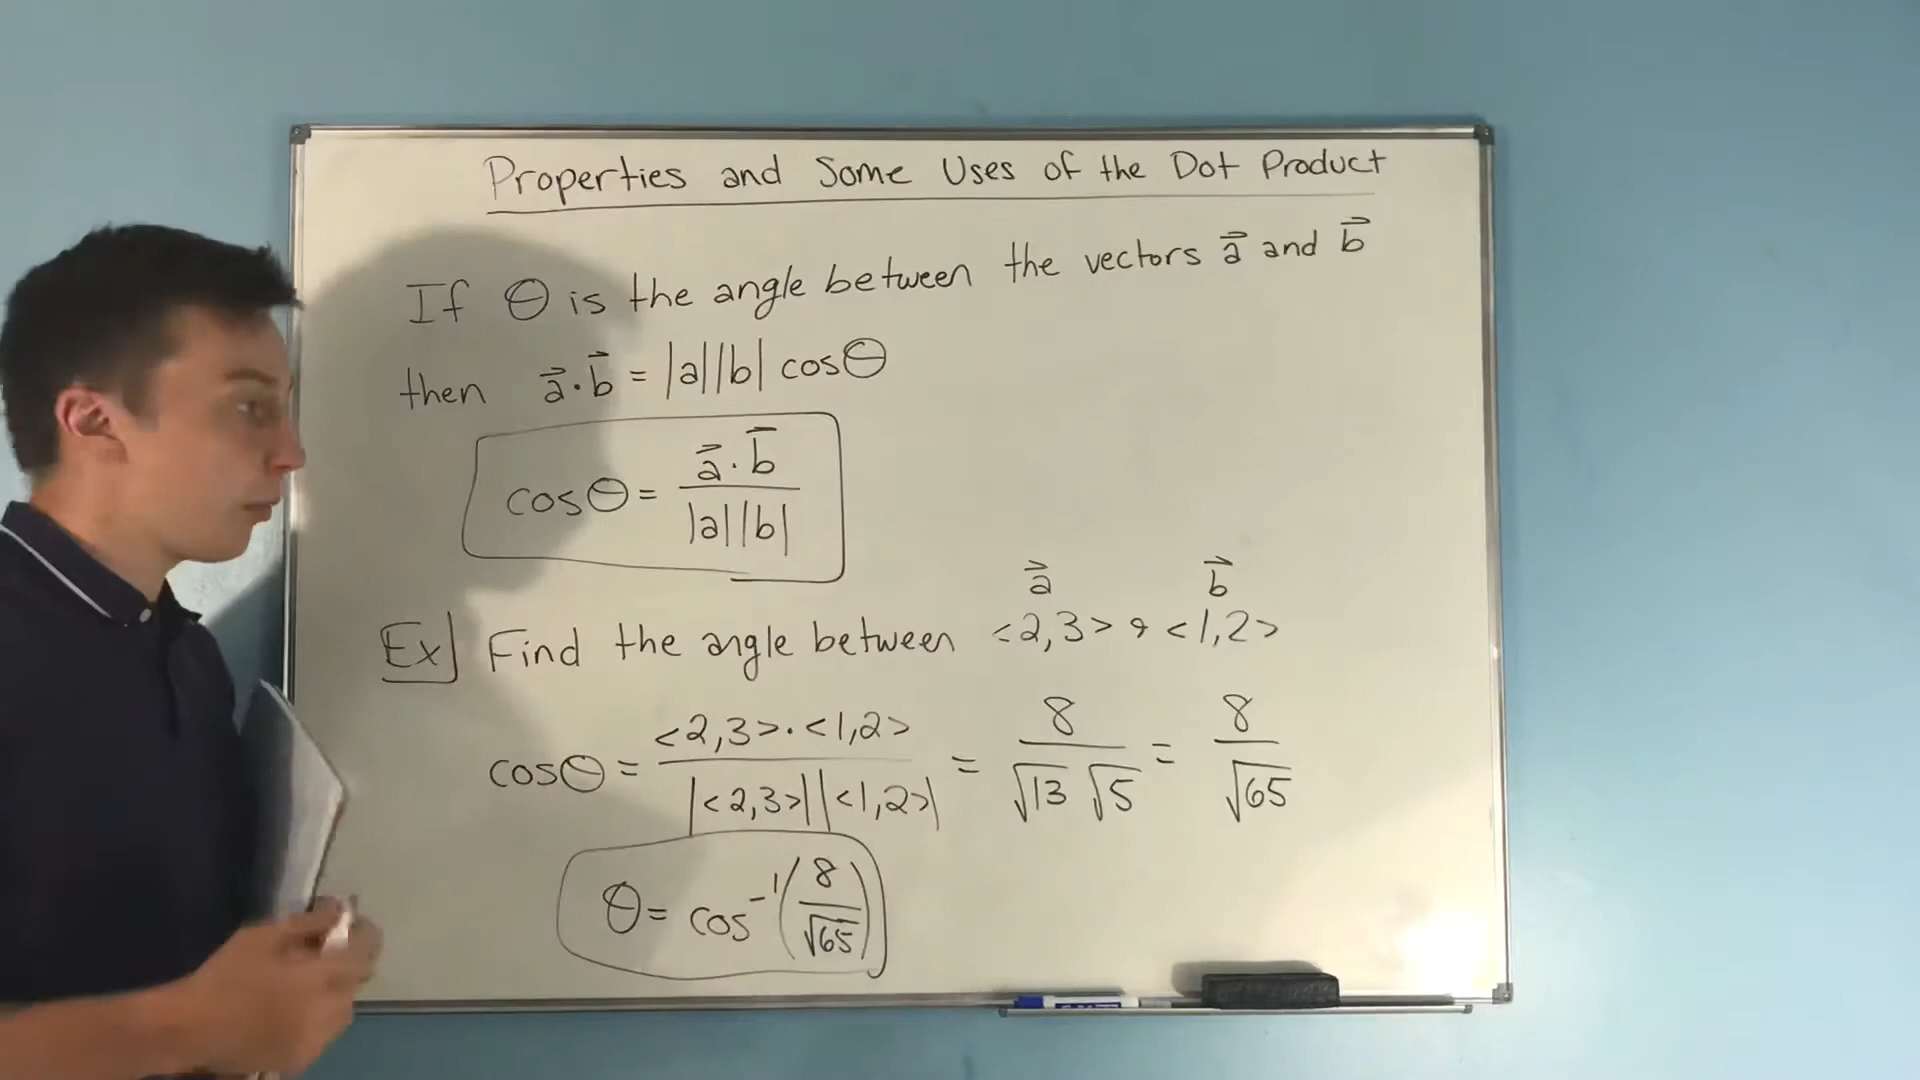 Properties and Some Uses of the Dot Product
If Θ is the angle between the vectors a⃗ and b⃗
then a⃗·b⃗ = |a||b| cosΘ
cosΘ = a⃗·b⃗ / |a||b|
a⃗ b⃗
Ex Find the angle between <2,3> & <1,2>
cosΘ = <2,3>·<1,2> / |<2,3>||<1,2>| = 8 / √13 √5 = 8 / √65
Θ = cos⁻¹(8 / √65)